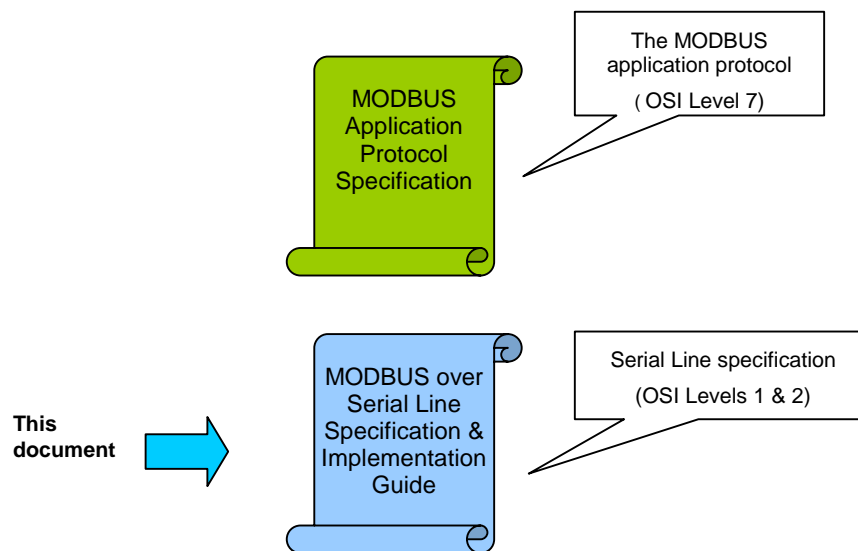 MODBUS
Application
Protocol
Specification
The MODBUS
application protocol
( OSI Level 7)
This
document
MODBUS over
Serial Line
Specification &
Implementation
Guide
Serial Line specification
(OSI Levels 1 & 2)